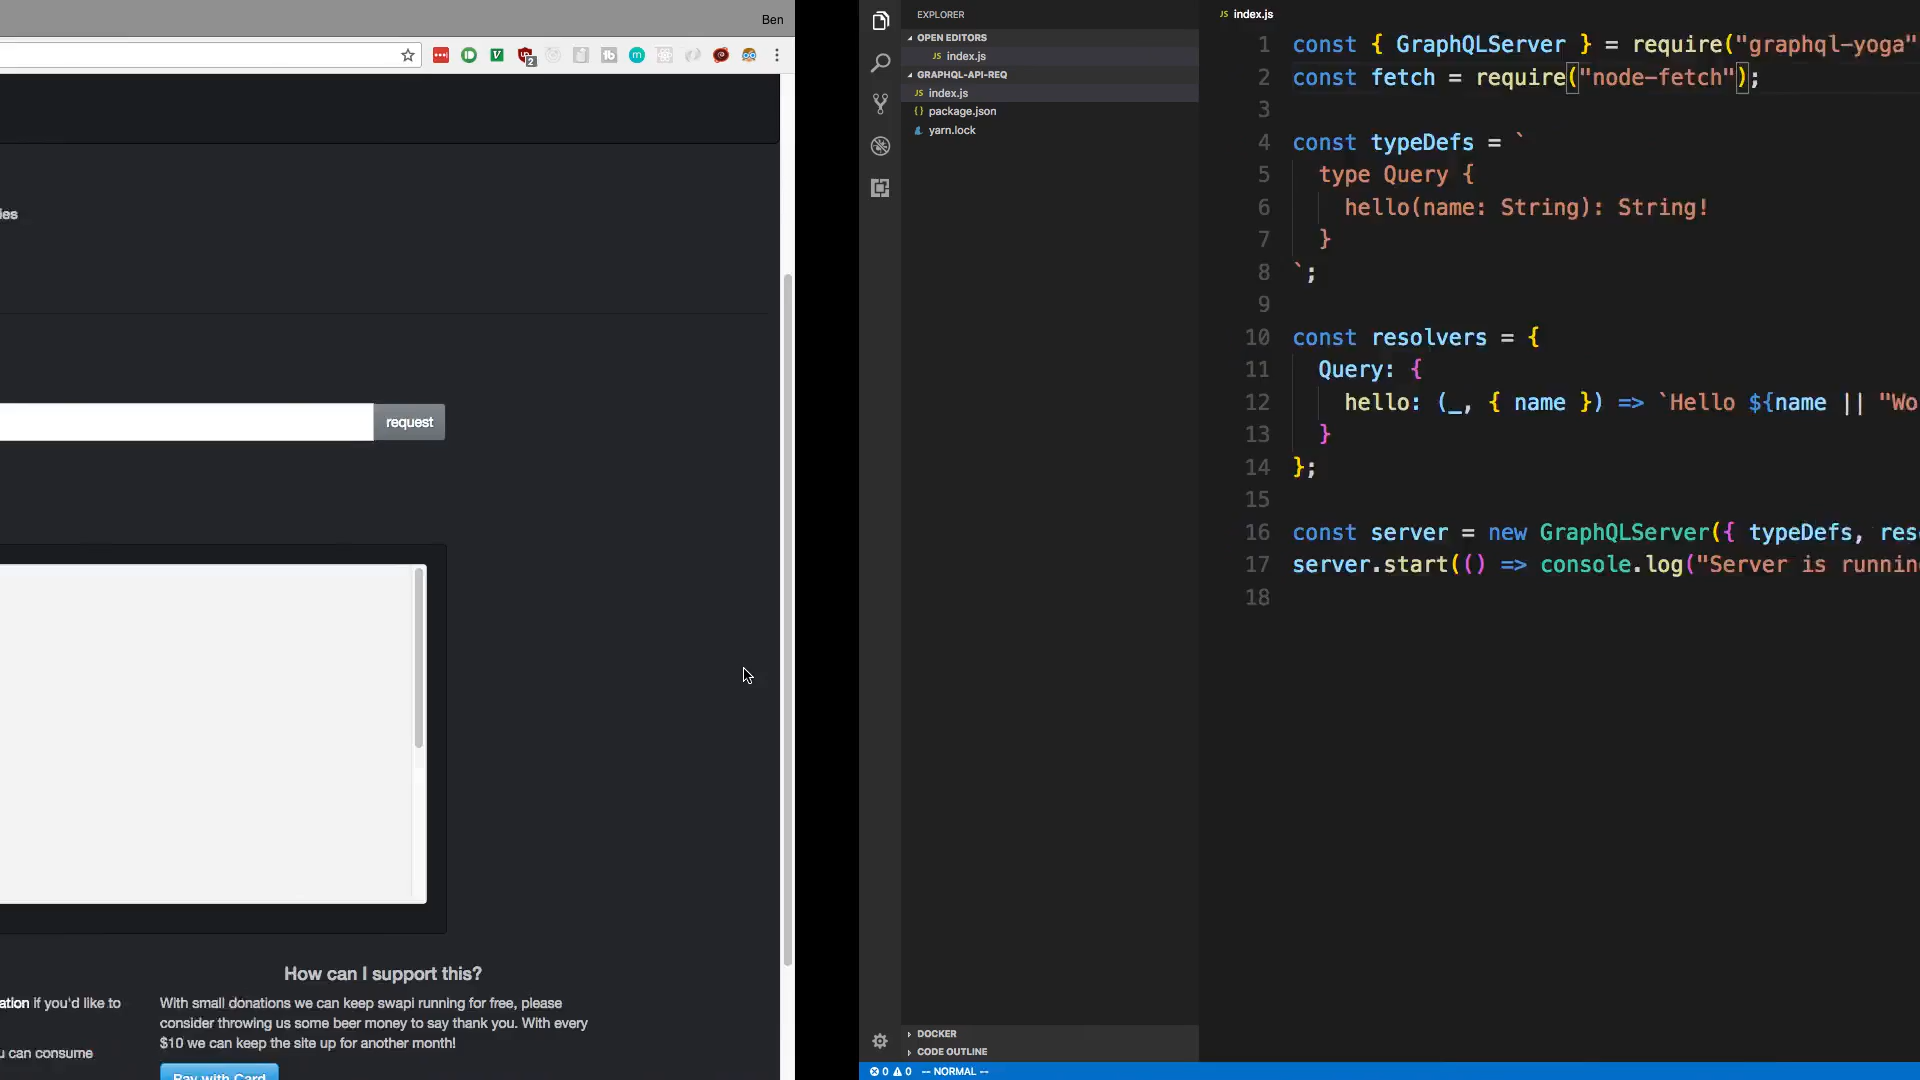 Ben
ies
request
How can I support this?
ation if you'd like to
With small donations we can keep swapi running for free, please
consider throwing us some beer money to say thank you. With every
$10 we can keep the site up for another month!
u can consume
Pay with Card
EXPLORER
OPEN EDITORS
JS index.js
GRAPHQL-API-REQ
JS index.js
{} package.json
yarn.lock
DOCKER
CODE OUTLINE
0 0 -- NORMAL --
JS index.js
1 const { GraphQLServer } = require("graphql-yoga"
2 const fetch = require("node-fetch");
3
4 const typeDefs = `
5 type Query {
6 hello(name: String): String!
7 }
8 `;
9
10 const resolvers = {
11 Query: {
12 hello: (_, { name }) => `Hello ${name || "Wo
13 }
14 };
15
16 const server = new GraphQLServer({ typeDefs, res
17 server.start(() => console.log("Server is runnin
18